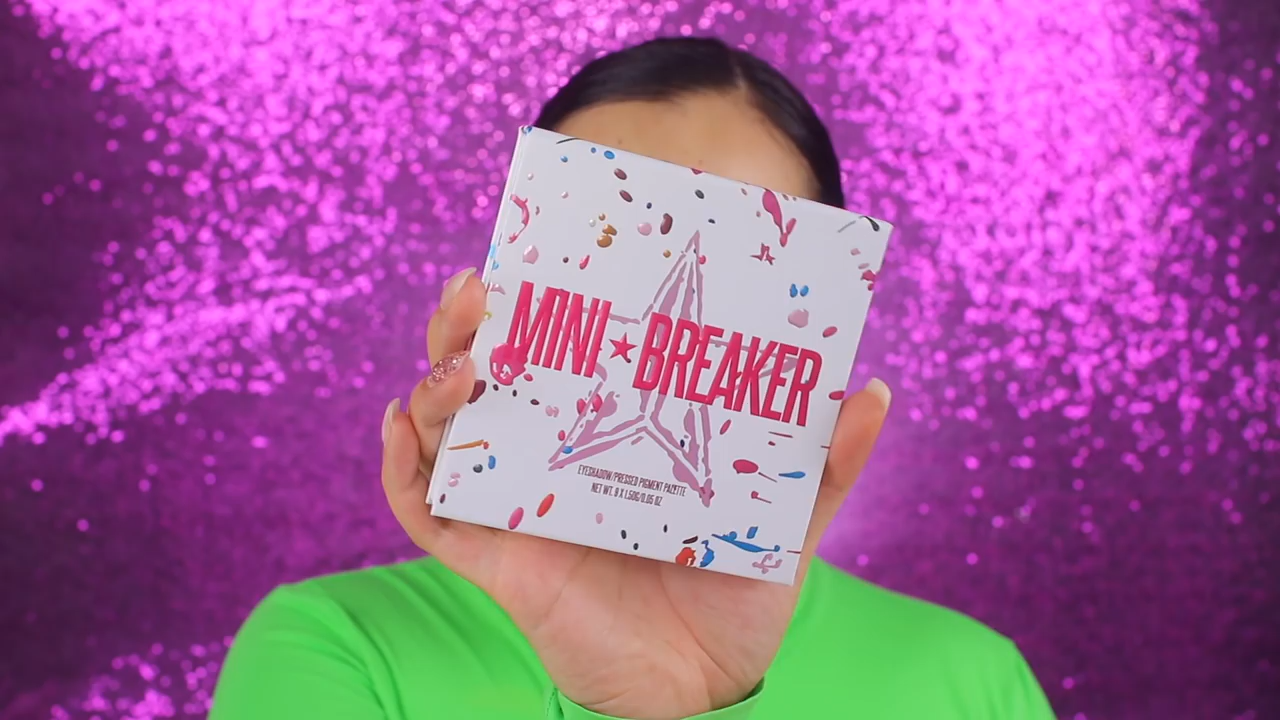 MINI★BREAKER
EYESHADOW/PRESSED PIGMENT PALETTE
NET WT. 9 X 1.50G/0.05 OZ